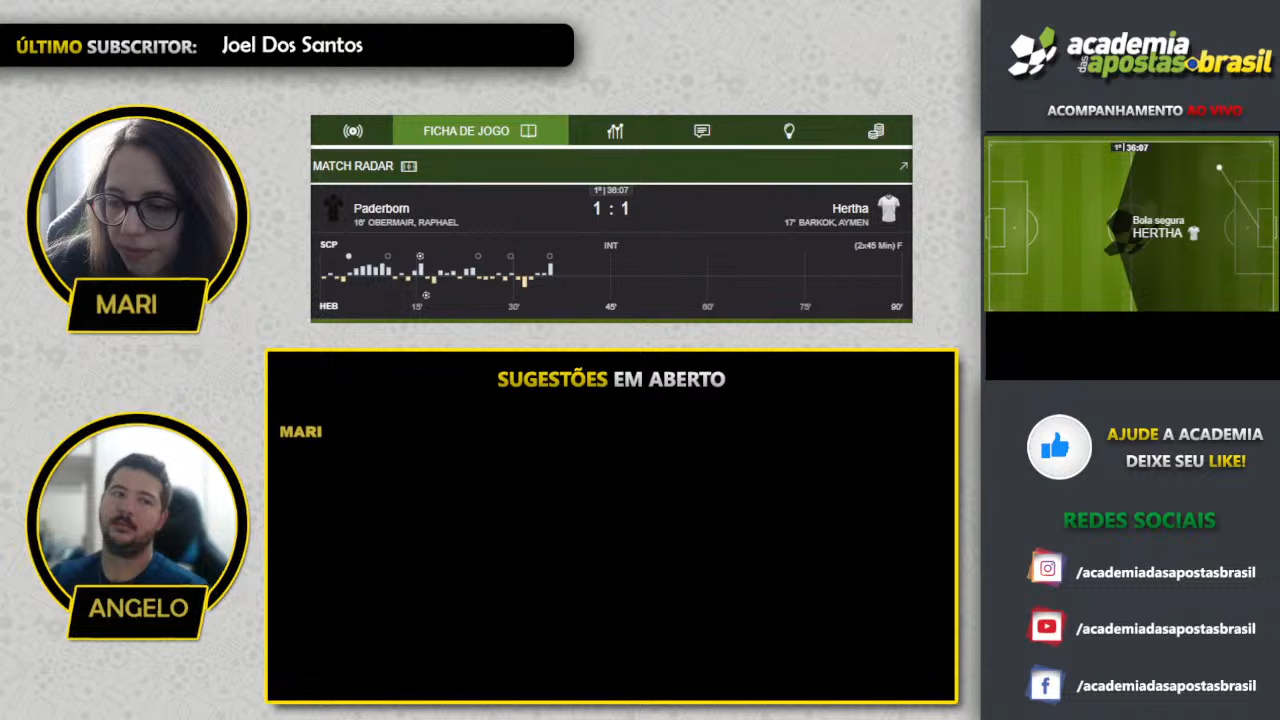 ÚLTIMO SUBSCRITOR: Joel Dos Santos
academia
das apostas brasil
ACOMPANHAMENTO AO VIVO
FICHA DE JOGO
MATCH RADAR
1º | 36:07
Paderborn 1 : 1 Hertha
16' OBERMAIR, RAPHAEL 17' BARKOK, AYMEN
SCP INT (2x45 Min) F
HEB 15' 30' 45' 60' 75' 90'
1º | 36:07
Bola segura
HERTHA
MARI
SUGESTÕES EM ABERTO
MARI
ANGELO
AJUDE A ACADEMIA
DEIXE SEU LIKE!
REDES SOCIAIS
/academiadasapostasbrasil
/academiadasapostasbrasil
/academiadasapostasbrasil